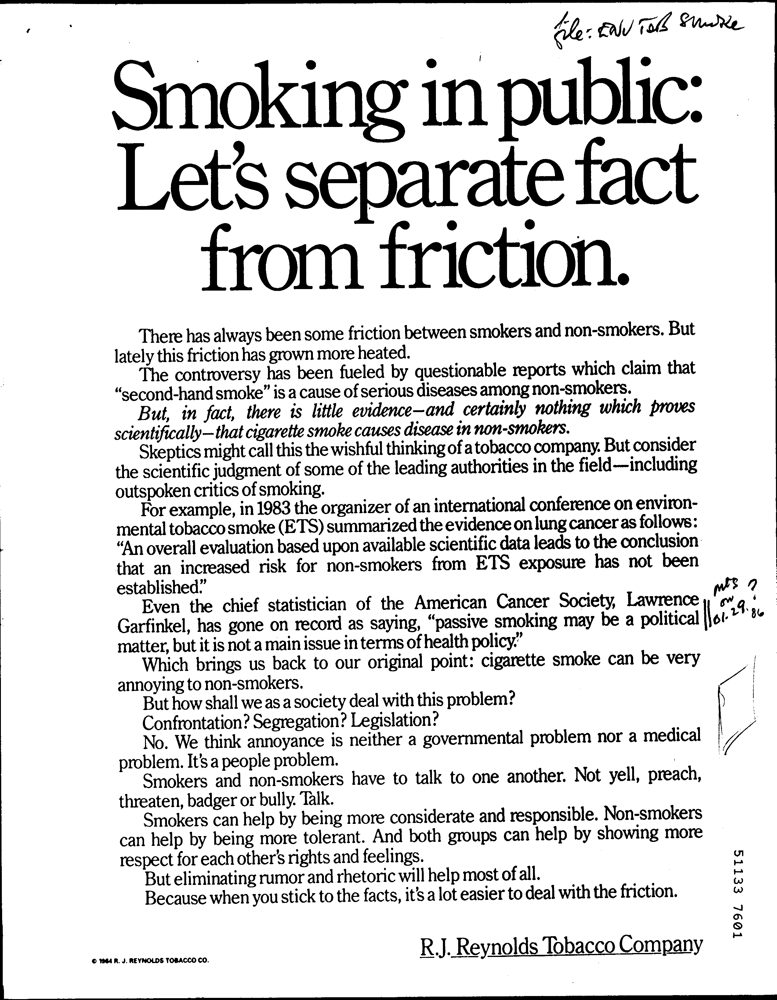 file: ENV TOB Smoke
Smoking in public:
Let's separate fact
from friction.
There has always been some friction between smokers and non-smokers. But
lately this friction has grown more heated.
The controversy has been fueled by questionable reports which claim that
“second-hand smoke” is a cause of serious diseases among non-smokers.
But, in fact, there is little evidence—and certainly nothing which proves
scientifically—that cigarette smoke causes disease in non-smokers.
Skeptics might call this the wishful thinking of a tobacco company. But consider
the scientific judgment of some of the leading authorities in the field—including
outspoken critics of smoking.
For example, in 1983 the organizer of an international conference on environ-
mental tobacco smoke (ETS) summarized the evidence on lung cancer as follows:
“An overall evaluation based upon available scientific data leads to the conclusion
that an increased risk for non-smokers from ETS exposure has not been
established.”
Even the chief statistician of the American Cancer Society, Lawrence
Garfinkel, has gone on record as saying, “passive smoking may be a political
matter, but it is not a main issue in terms of health policy.”
on
01.29.86
Which brings us back to our original point: cigarette smoke can be very
annoying to non-smokers.
But how shall we as a society deal with this problem?
Confrontation? Segregation? Legislation?
No. We think annoyance is neither a governmental problem nor a medical
problem. It's a people problem.
Smokers and non-smokers have to talk to one another. Not yell, preach,
threaten, badger or bully. Talk.
Smokers can help by being more considerate and responsible. Non-smokers
can help by being more tolerant. And both groups can help by showing more
respect for each other's rights and feelings.
But eliminating rumor and rhetoric will help most of all.
Because when you stick to the facts, it's a lot easier to deal with the friction.
51133 7601
© 1984 R. J. REYNOLDS TOBACCO CO.
R.J. Reynolds Tobacco Company